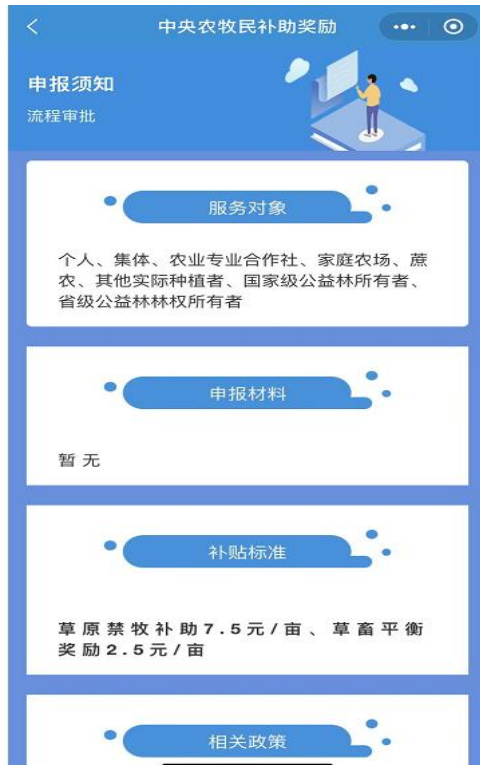 中央农牧民补助奖励
申报须知
流程审批
服务对象
个人、集体、农业专业合作社、家庭农场、蔗
农、其他实际种植者、国家级公益林所有者、
省级公益林林权所有者
申报材料
暂无
补贴标准
草原禁牧补助7.5元/亩、草畜平衡
奖励2.5元/亩
相关政策